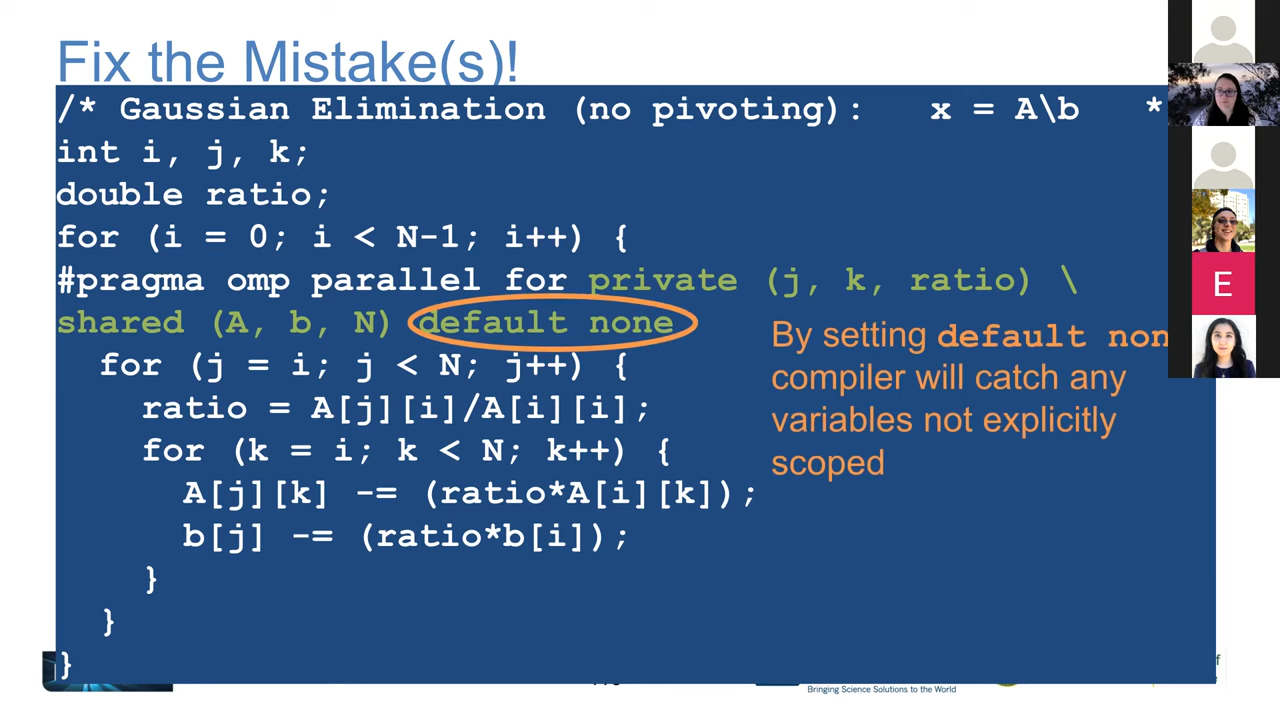 Fix the Mistake(s)!
/* Gaussian Elimination (no pivoting): x = A\b *
int i, j, k;
double ratio;
for (i = 0; i < N-1; i++) {
#pragma omp parallel for private (j, k, ratio) \
shared (A, b, N) default none
for (j = i; j < N; j++) {
ratio = A[j][i]/A[i][i];
for (k = i; k < N; k++) {
A[j][k] -= (ratio*A[i][k]);
b[j] -= (ratio*b[i]);
}
}
}
By setting default non
compiler will catch any
variables not explicitly
scoped
E
Bringing Science Solutions to the World